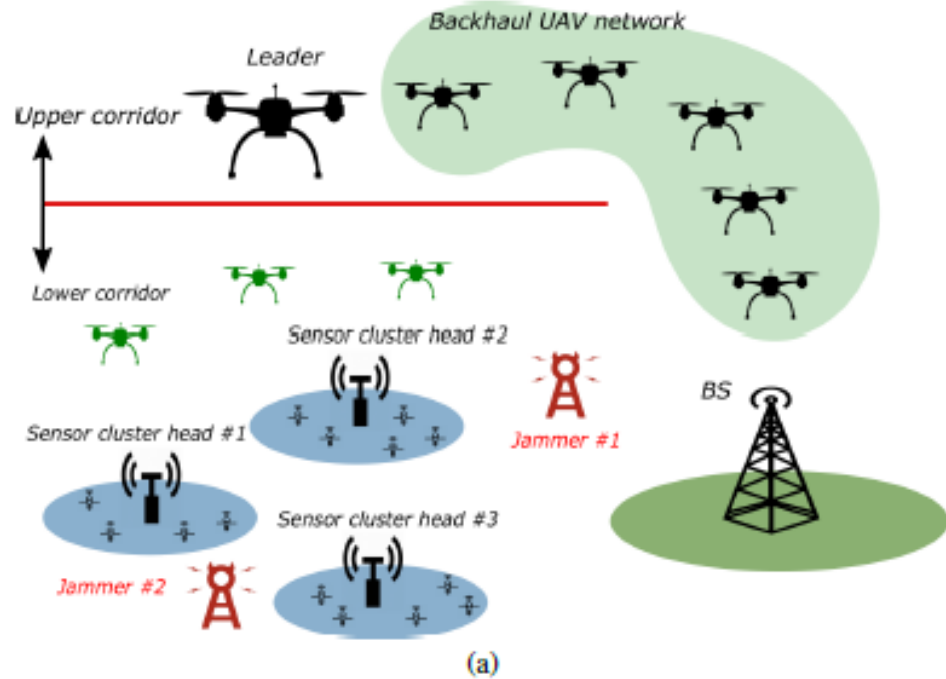 Backhaul UAV network
Leader
Upper corridor
Lower corridor
Sensor cluster head #2
BS
Jammer #1
Sensor cluster head #1
Sensor cluster head #3
Jammer #2
(a)